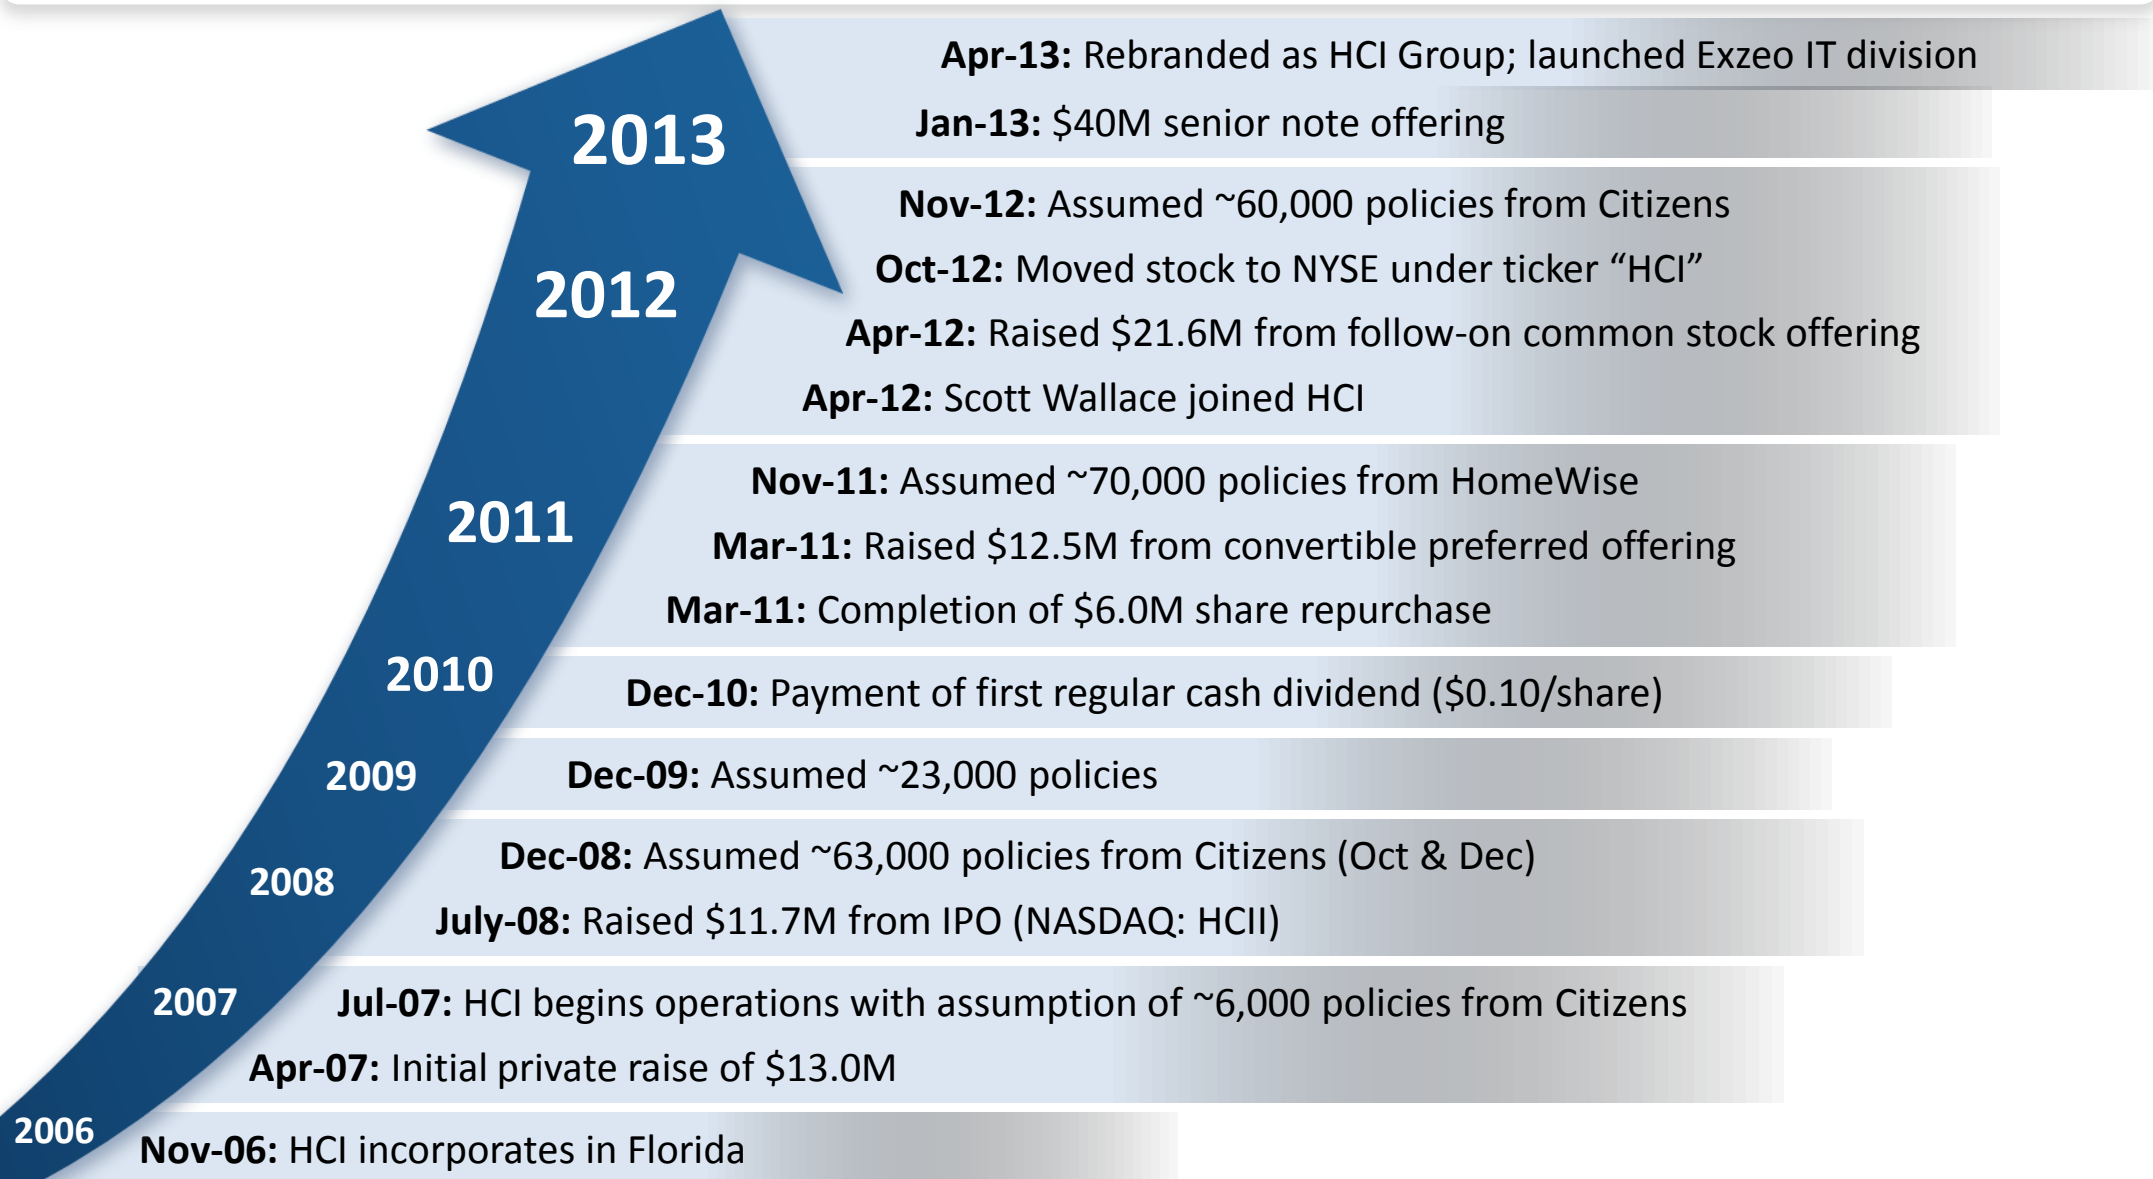 2013
Apr-13: Rebranded as HCI Group; launched Exzeo IT division
Jan-13: $40M senior note offering
2012
Nov-12: Assumed ~60,000 policies from Citizens
Oct-12: Moved stock to NYSE under ticker “HCI”
Apr-12: Raised $21.6M from follow-on common stock offering
Apr-12: Scott Wallace joined HCI
2011
Nov-11: Assumed ~70,000 policies from HomeWise
Mar-11: Raised $12.5M from convertible preferred offering
Mar-11: Completion of $6.0M share repurchase
2010
Dec-10: Payment of first regular cash dividend ($0.10/share)
2009
Dec-09: Assumed ~23,000 policies
2008
Dec-08: Assumed ~63,000 policies from Citizens (Oct & Dec)
July-08: Raised $11.7M from IPO (NASDAQ: HCII)
2007
Jul-07: HCI begins operations with assumption of ~6,000 policies from Citizens
Apr-07: Initial private raise of $13.0M
2006
Nov-06: HCI incorporates in Florida